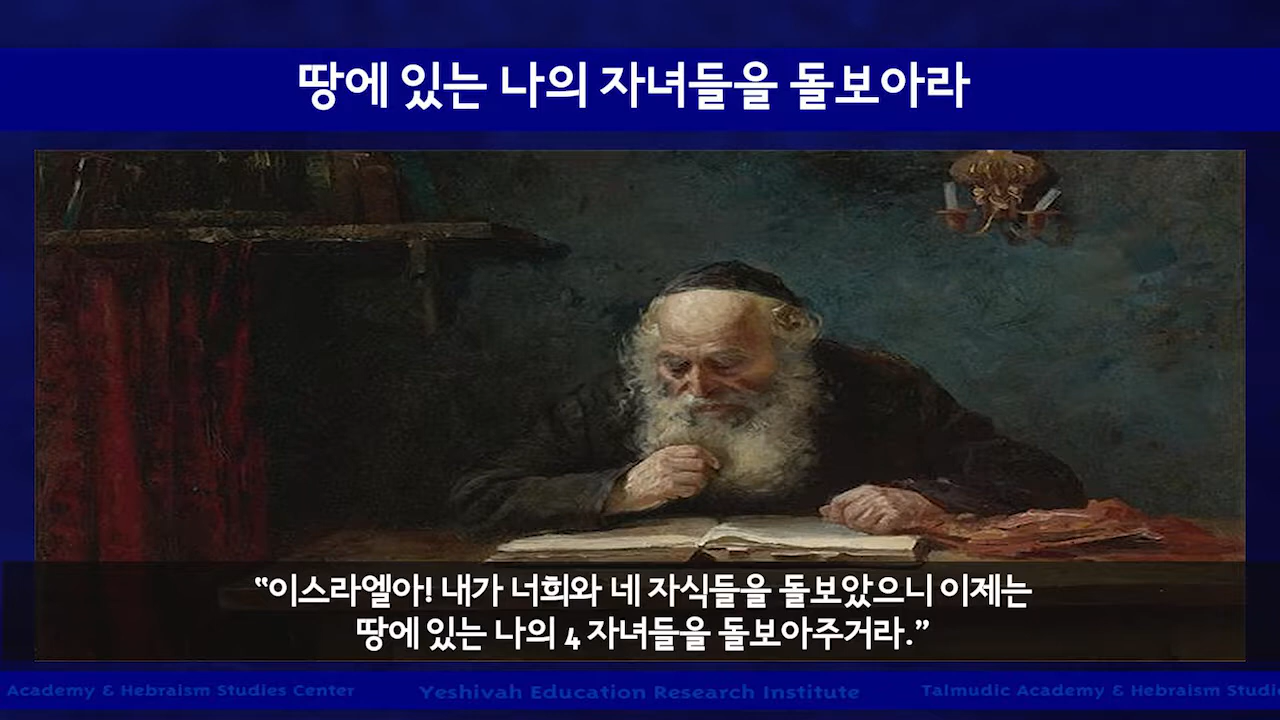 땅에 있는 나의 자녀들을 돌보아라
“이스라엘아! 내가 너희와 네 자식들을 돌보았으니 이제는
땅에 있는 나의 4 자녀들을 돌보아주거라.”
Academy & Hebraism Studies Center Yeshivah Education Research Institute Talmudic Academy & Hebraism Studie